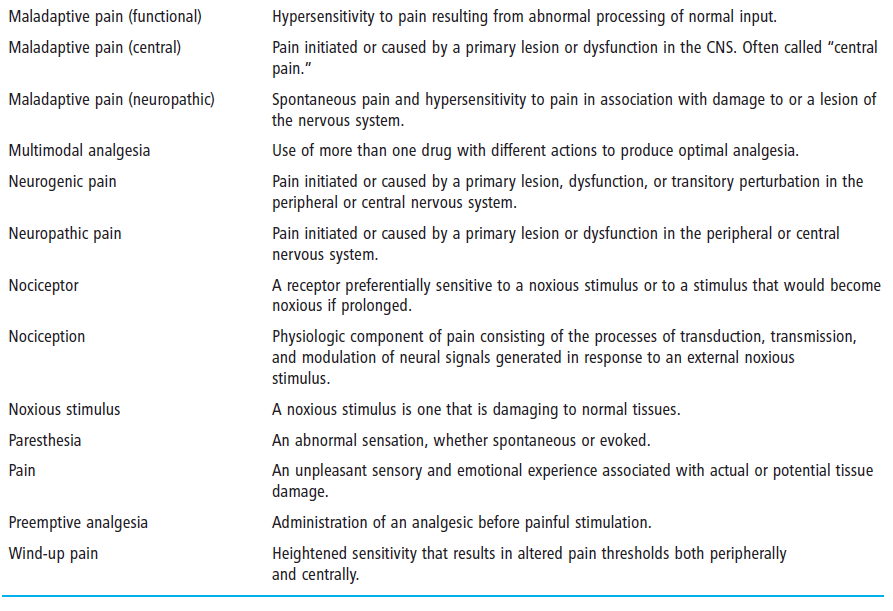 Maladaptive pain (functional) Hypersensitivity to pain resulting from abnormal processing of normal input.
Maladaptive pain (central) Pain initiated or caused by a primary lesion or dysfunction in the CNS. Often called “central
pain.”
Maladaptive pain (neuropathic) Spontaneous pain and hypersensitivity to pain in association with damage to or a lesion of
the nervous system.
Multimodal analgesia Use of more than one drug with different actions to produce optimal analgesia.
Neurogenic pain Pain initiated or caused by a primary lesion, dysfunction, or transitory perturbation in the
peripheral or central nervous system.
Neuropathic pain Pain initiated or caused by a primary lesion or dysfunction in the peripheral or central
nervous system.
Nociceptor A receptor preferentially sensitive to a noxious stimulus or to a stimulus that would become
noxious if prolonged.
Nociception Physiologic component of pain consisting of the processes of transduction, transmission,
and modulation of neural signals generated in response to an external noxious
stimulus.
Noxious stimulus A noxious stimulus is one that is damaging to normal tissues.
Paresthesia An abnormal sensation, whether spontaneous or evoked.
Pain An unpleasant sensory and emotional experience associated with actual or potential tissue
damage.
Preemptive analgesia Administration of an analgesic before painful stimulation.
Wind-up pain Heightened sensitivity that results in altered pain thresholds both peripherally
and centrally.